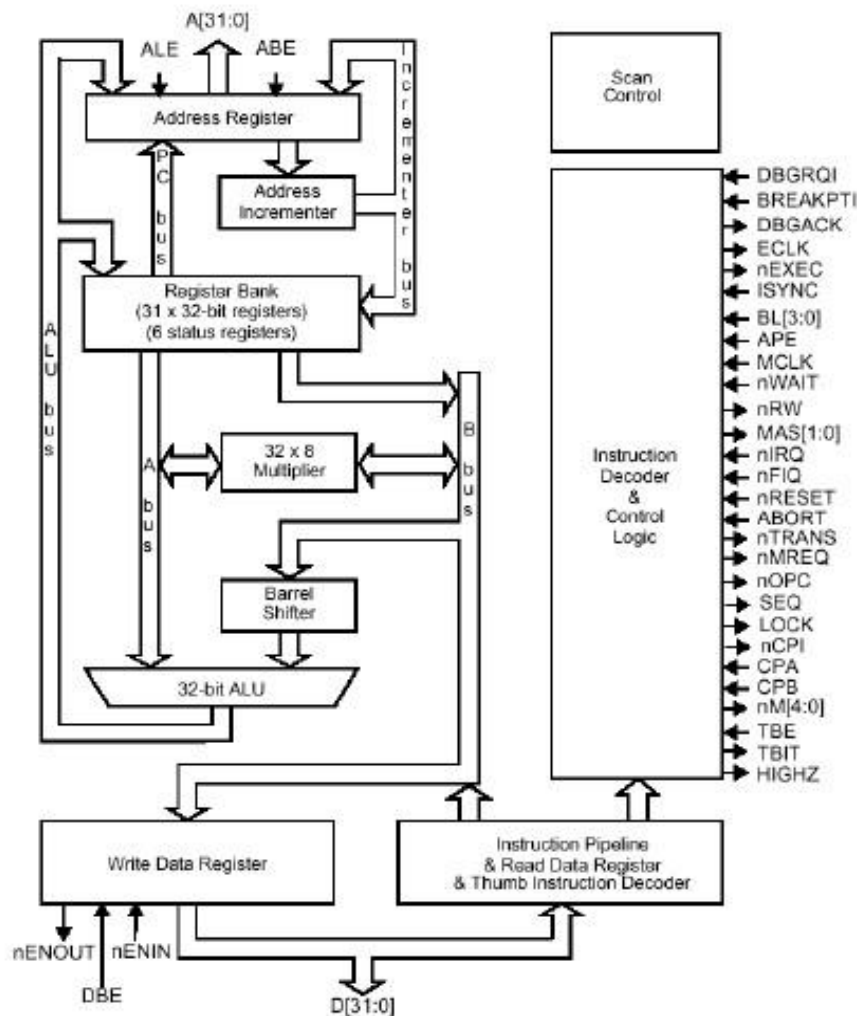 A[31:0]
ALE
ABE
Address Register
Incrementer bus
PC bus
Address
Incrementer
Register Bank
(31 x 32-bit registers)
(6 status registers)
ALU bus
A bus
B bus
32 x 8
Multiplier
Barrel
Shifter
32-bit ALU
Write Data Register
Instruction Pipeline
& Read Data Register
& Thumb Instruction Decoder
nENOUT
nENIN
DBE
D[31:0]
Scan
Control
Instruction
Decoder
&
Control
Logic
DBGRQI
BREAKPTI
DBGACK
ECLK
nEXEC
ISYNC
BL[3:0]
APE
MCLK
nWAIT
nRW
MAS[1:0]
nIRQ
nFIQ
nRESET
ABORT
nTRANS
nMREQ
nOPC
SEQ
LOCK
nCPI
CPA
CPB
nM[4:0]
TBE
TBIT
HIGHZ